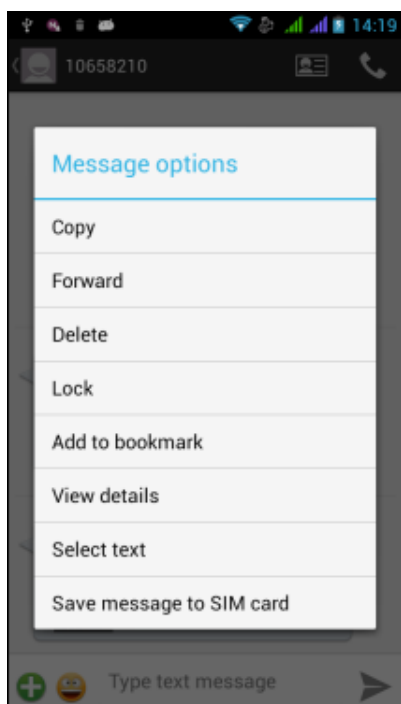 14:19
10658210
Message options
Copy
Forward
Delete
Lock
Add to bookmark
View details
Select text
Save message to SIM card
Type text message